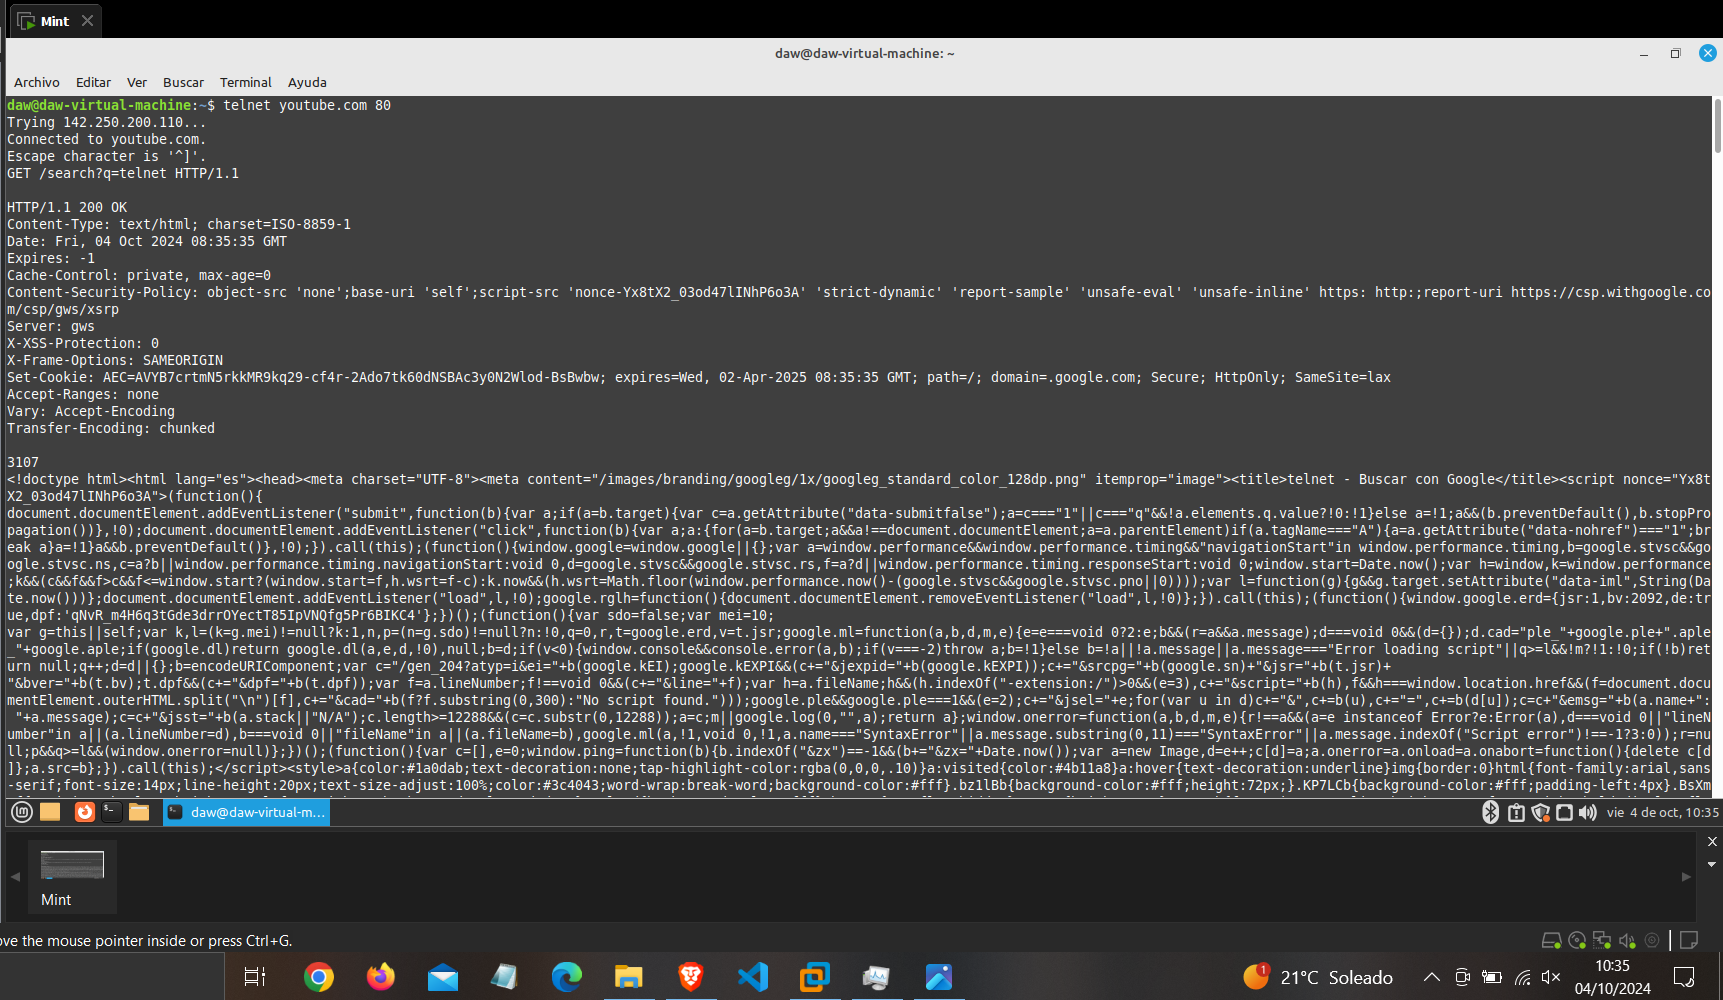 Mint
daw@daw-virtual-machine: ~
Archivo Editar Ver Buscar Terminal Ayuda
daw@daw-virtual-machine:~$ telnet youtube.com 80
Trying 142.250.200.110...
Connected to youtube.com.
Escape character is '^]'.
GET /search?q=telnet HTTP/1.1
HTTP/1.1 200 OK
Content-Type: text/html; charset=ISO-8859-1
Date: Fri, 04 Oct 2024 08:35:35 GMT
Expires: -1
Cache-Control: private, max-age=0
Content-Security-Policy: object-src 'none';base-uri 'self';script-src 'nonce-Yx8tX2_03od47lINhP6o3A' 'strict-dynamic' 'report-sample' 'unsafe-eval' 'unsafe-inline' https: http:;report-uri https://csp.withgoogle.co
m/csp/gws/xsrp
Server: gws
X-XSS-Protection: 0
X-Frame-Options: SAMEORIGIN
Set-Cookie: AEC=AVYB7crtmN5rkkMR9kq29-cf4r-2Ado7tk60dNSBAc3y0N2Wlod-BsBwbw; expires=Wed, 02-Apr-2025 08:35:35 GMT; path=/; domain=.google.com; Secure; HttpOnly; SameSite=lax
Accept-Ranges: none
Vary: Accept-Encoding
Transfer-Encoding: chunked
3107
<!doctype html><html lang="es"><head><meta charset="UTF-8"><meta content="/images/branding/googleg/1x/googleg_standard_color_128dp.png" itemprop="image"><title>telnet - Buscar con Google</title><script nonce="Yx8t
X2_03od47lINhP6o3A">(function(){
document.documentElement.addEventListener("submit",function(b){var a;if(a=b.target){var c=a.getAttribute("data-submitfalse");a=c==="1"||c==="q"&&!a.elements.q.value?!0:!1}else a=!1;a&&(b.preventDefault(),b.stopPro
pagation())},!0);document.documentElement.addEventListener("click",function(b){var a;a:{for(a=b.target;a&&a!==document.documentElement;a=a.parentElement)if(a.tagName==="A"){a=a.getAttribute("data-nohref")==="1";br
eak a}a=!1}a&&b.preventDefault()},!0);}).call(this);(function(){window.google=window.google||{};var a=window.performance&&window.performance.timing&&"navigationStart"in window.performance.timing,b=google.stvsc&&go
ogle.stvsc.ns,c=a?b||window.performance.timing.navigationStart:void 0,d=google.stvsc&&google.stvsc.rs,f=a?d||window.performance.timing.responseStart:void 0;window.start=Date.now();var h=window,k=window.performance
;k&&(c&&f&&f>c&&f<=window.start?(window.start=f,h.wsrt=f-c):k.now&&(h.wsrt=Math.floor(window.performance.now()-(google.stvsc&&google.stvsc.pno||0))));var l=function(g){g&&g.target.setAttribute("data-iml",String(Da
te.now()))};document.documentElement.addEventListener("load",l,!0);google.rglh=function(){document.documentElement.removeEventListener("load",l,!0)};}).call(this);(function(){window.google.erd={jsr:1,bv:2092,de:tr
ue,dpf:'qNvR_m4H6q3tGde3drrOYectT85IpVNQfg5Pr6BIKC4'};})();(function(){var sdo=false;var mei=10;
var g=this||self;var k,l=(k=g.mei)!=null?k:1,n,p=(n=g.sdo)!=null?n:!0,q=0,r,t=google.erd,v=t.jsr;google.ml=function(a,b,d,m,e){e=e===void 0?2:e;b&&(r=a&&a.message);d===void 0&&(d={});d.cad="ple_"+google.ple+".aple
_"+google.aple;if(google.dl)return google.dl(a,e,d,!0),null;b=d;if(v<0){window.console&&console.error(a,b);if(v===-2)throw a;b=!1}else b=!a||!a.message||a.message==="Error loading script"||q>=l&&!m?!1:!0;if(!b)ret
urn null;q++;d=d||{};b=encodeURIComponent;var c="/gen_204?atyp=i&ei="+b(google.kEI);google.kEXPI&&(c+="&jexpid="+b(google.kEXPI));c+="&srcpg="+b(google.sn)+"&jsr="+b(t.jsr)+
"&bver="+b(t.bv);t.dpf&&(c+="&dpf="+b(t.dpf));var f=a.lineNumber;f!==void 0&&(c+="&line="+f);var h=a.fileName;h&&(h.indexOf("-extension:/")>0&&(e=3),c+="&script="+b(h),f&&h===window.location.href&&(f=document.docu
mentElement.outerHTML.split("\n")[f],c+="&cad="+b(f?f.substring(0,300):"No script found.")));google.ple&&google.ple===1&&(e=2);c+="&jsel="+e;for(var u in d)c+="&",c+=b(u),c+="=",c+=b(d[u]);c=c+"&emsg="+b(a.name+":
"+a.message);c=c+"&jsst="+b(a.stack||"N/A");c.length>=12288&&(c=c.substr(0,12288));a=c;m||google.log(0,"",a);return a};window.onerror=function(a,b,d,m,e){r!==a&&(a=e instanceof Error?e:Error(a),d===void 0||"lineN
umber"in a||(a.lineNumber=d),b===void 0||"fileName"in a||(a.fileName=b),google.ml(a,!1,void 0,!1,a.name==="SyntaxError"||a.message.substring(0,11)==="SyntaxError"||a.message.indexOf("Script error")!==-1?3:0));r=nu
ll;p&&q>=l&&(window.onerror=null)};})();(function(){var c=[],e=0;window.ping=function(b){b.indexOf("&zx")==-1&&(b+="&zx="+Date.now());var a=new Image,d=e++;c[d]=a;a.onerror=a.onload=a.onabort=function(){delete c[d
]};a.src=b};}).call(this);</script><style>a{color:#1a0dab;text-decoration:none;tap-highlight-color:rgba(0,0,0,.10)}a:visited{color:#4b11a8}a:hover{text-decoration:underline}img{border:0}html{font-family:arial,sans
-serif;font-size:14px;line-height:20px;text-size-adjust:100%;color:#3c4043;word-wrap:break-word;background-color:#fff}.bz1lBb{background-color:#fff;height:72px;}.KP7LCb{background-color:#fff;padding-left:4px}.BsXm
daw@daw-virtual-m...
vie 4 de oct, 10:35
Mint
ove the mouse pointer inside or press Ctrl+G.
1
21°C Soleado
10:35
04/10/2024